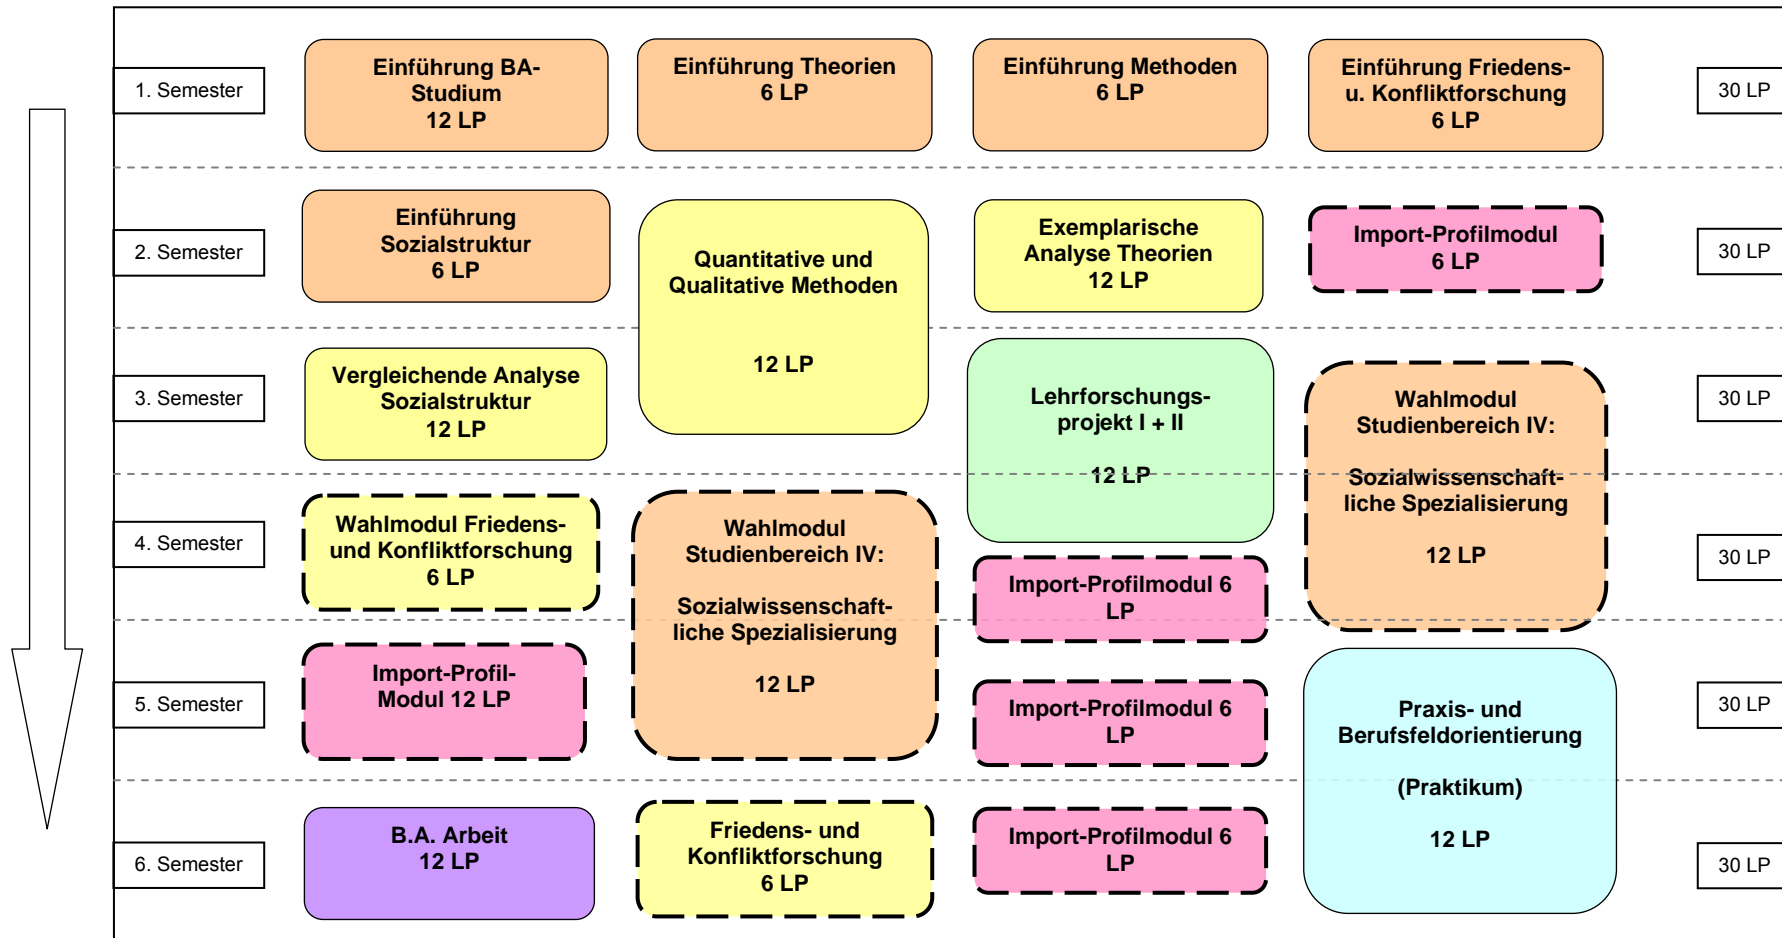 1. Semester
Einführung BA-
Studium
12 LP
Einführung Theorien
6 LP
Einführung Methoden
6 LP
Einführung Friedens-
u. Konfliktforschung
6 LP
30 LP
2. Semester
Einführung
Sozialstruktur
6 LP
Quantitative und
Qualitative Methoden
12 LP
Exemplarische
Analyse Theorien
12 LP
Import-Profilmodul
6 LP
30 LP
3. Semester
Vergleichende Analyse
Sozialstruktur
12 LP
Lehrforschungs-
projekt I + II
12 LP
Wahlmodul
Studienbereich IV:
Sozialwissenschaft-
liche Spezialisierung
12 LP
30 LP
4. Semester
Wahlmodul Friedens-
und Konfliktforschung
6 LP
Wahlmodul
Studienbereich IV:
Sozialwissenschaft-
liche Spezialisierung
12 LP
Import-Profilmodul 6
LP
30 LP
5. Semester
Import-Profil-
Modul 12 LP
Import-Profilmodul 6
LP
Praxis- und
Berufsfeldorientierung
(Praktikum)
12 LP
30 LP
6. Semester
B.A. Arbeit
12 LP
Friedens- und
Konfliktforschung
6 LP
Import-Profilmodul 6
LP
30 LP